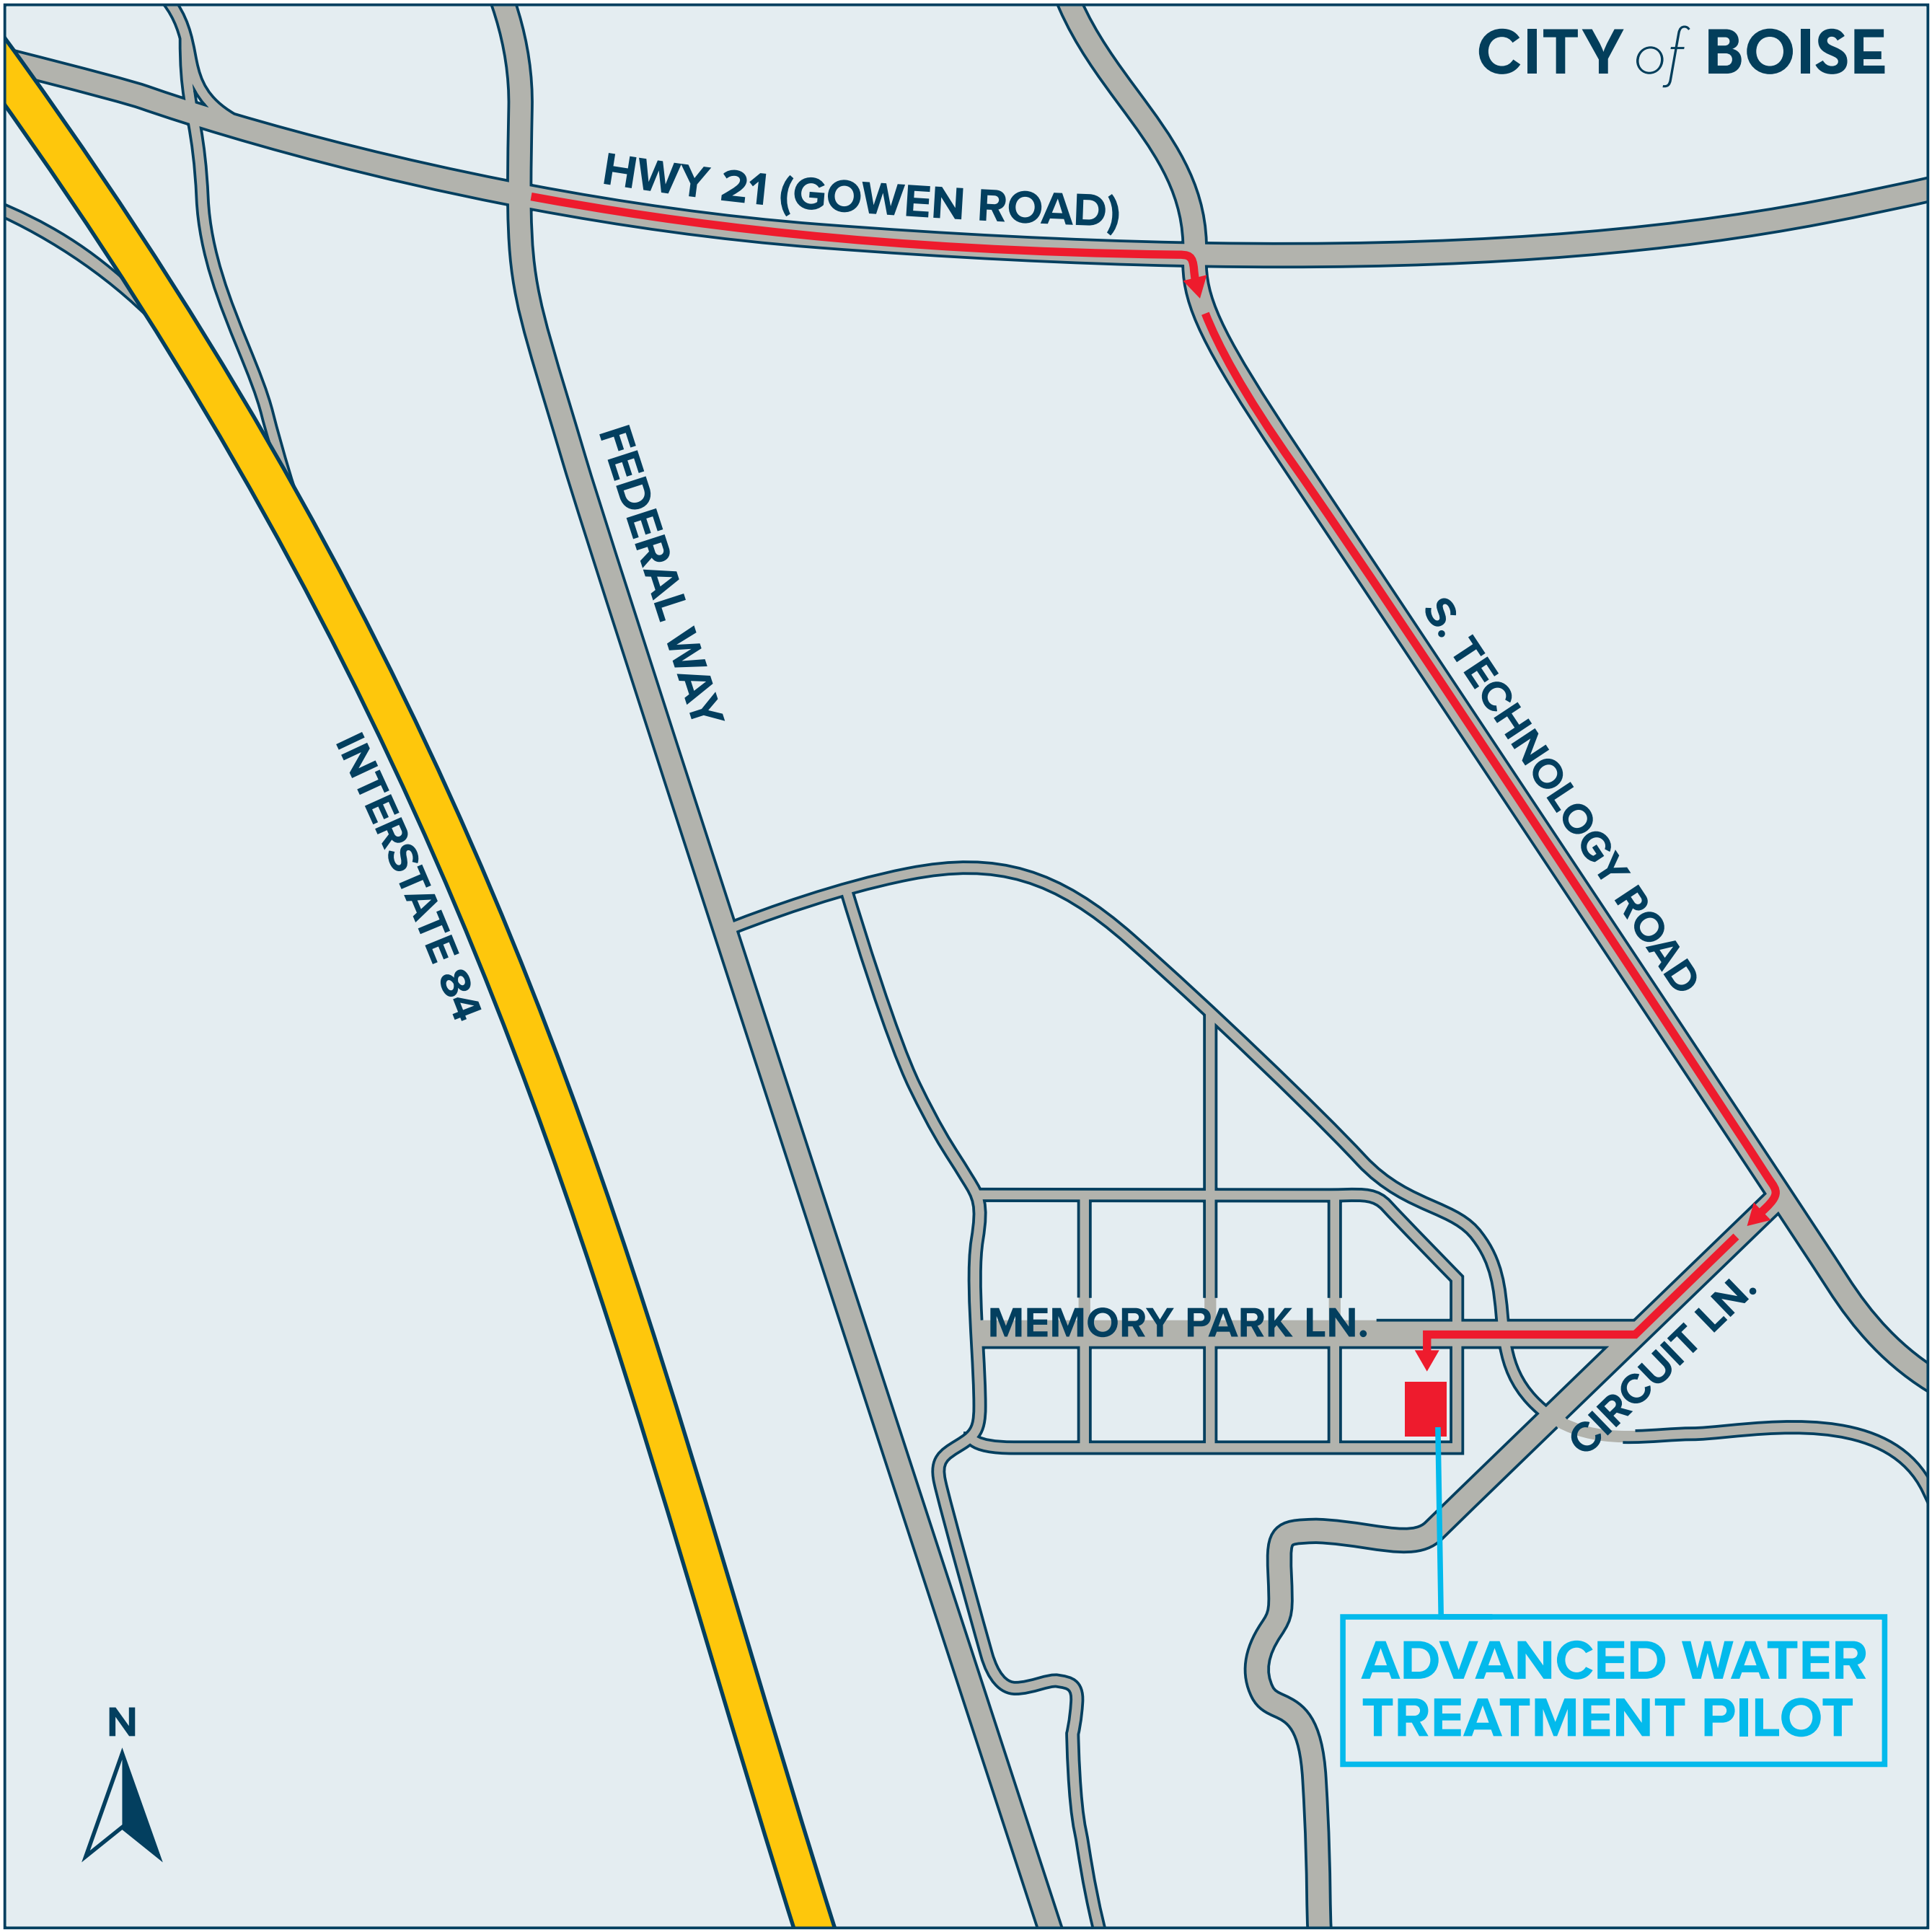 CITY of BOISE
HWY 21 (GOWEN ROAD)
FEDERAL WAY
S. TECHNOLOGY ROAD
INTERSTATE 84
MEMORY PARK LN.
CIRCUIT LN.
ADVANCED WATER
TREATMENT PILOT
N